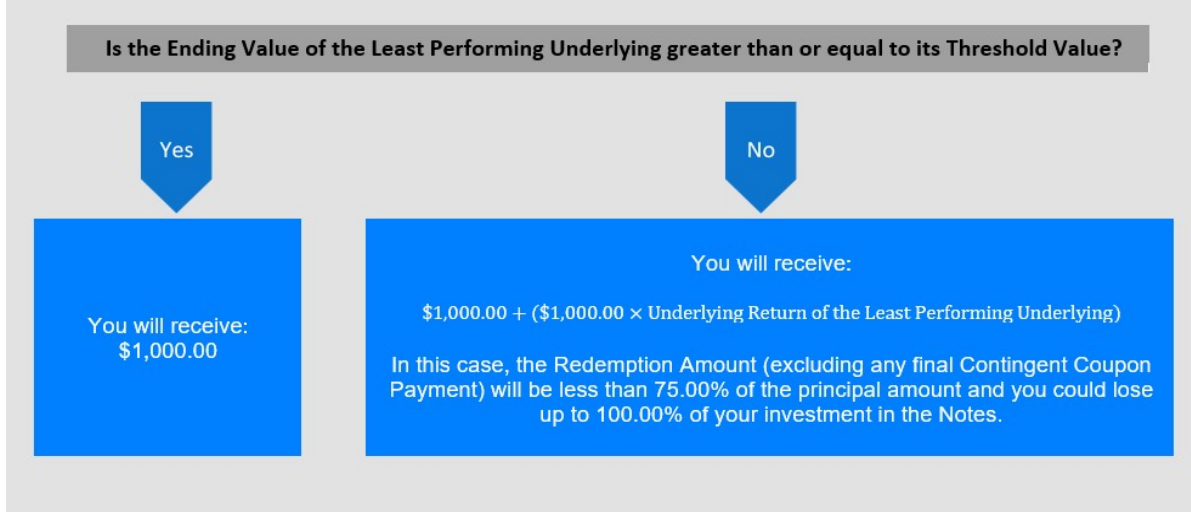 Is the Ending Value of the Least Performing Underlying greater than or equal to its Threshold Value?
Yes
No
You will receive:
$1,000.00
You will receive:
$1,000.00 + ($1,000.00 × Underlying Return of the Least Performing Underlying)
In this case, the Redemption Amount (excluding any final Contingent Coupon
Payment) will be less than 75.00% of the principal amount and you could lose
up to 100.00% of your investment in the Notes.